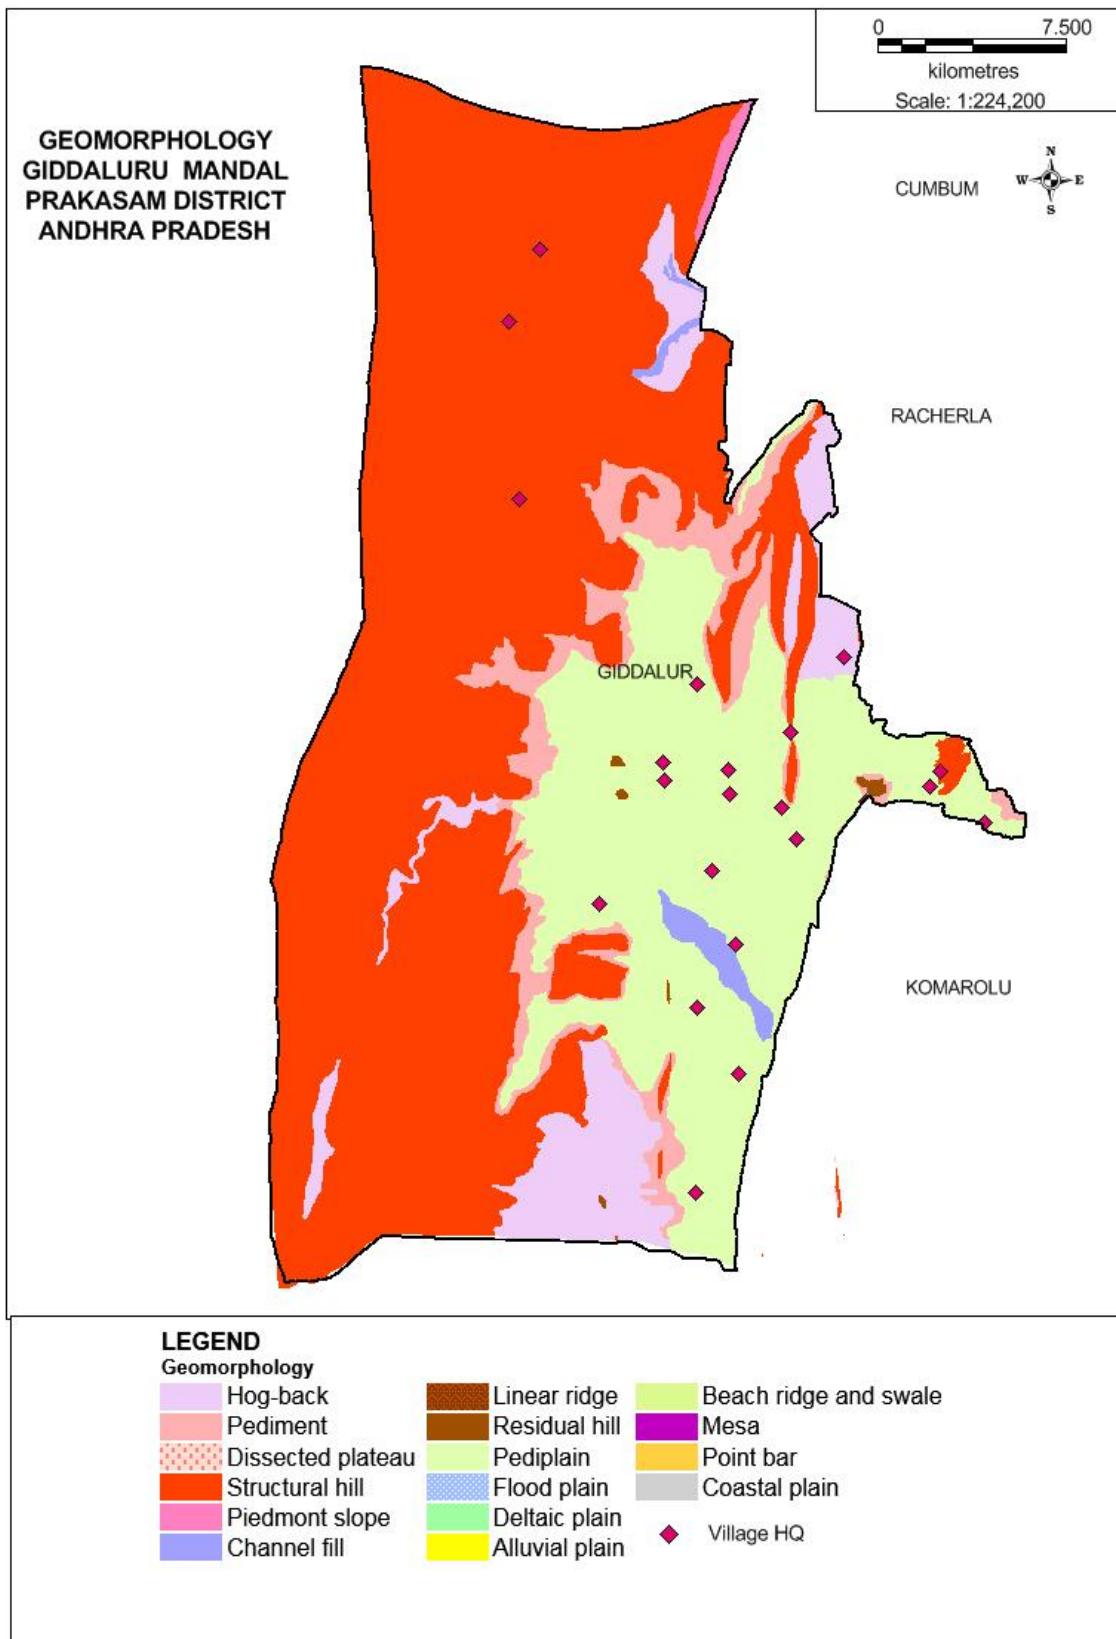 0 7.500
kilometres
Scale: 1:224,200
GEOMORPHOLOGY
GIDDALURU MANDAL
PRAKASAM DISTRICT
ANDHRA PRADESH
N
W E
S
CUMBUM
RACHERLA
GIDDALUR
KOMAROLU
LEGEND
Geomorphology
Hog-back
Pediment
Dissected plateau
Structural hill
Piedmont slope
Channel fill
Linear ridge
Residual hill
Pediplain
Flood plain
Deltaic plain
Alluvial plain
Beach ridge and swale
Mesa
Point bar
Coastal plain
Village HQ